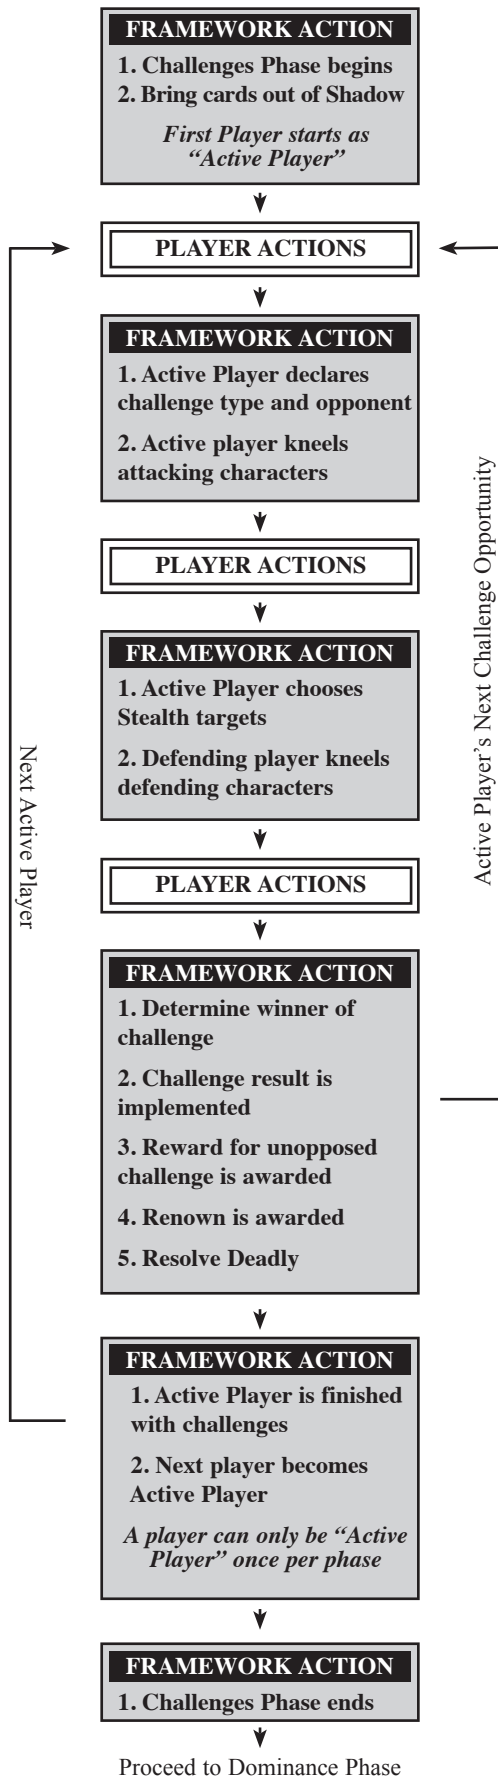 FRAMEWORK ACTION
1. Challenges Phase begins
2. Bring cards out of Shadow
First Player starts as
“Active Player”
PLAYER ACTIONS
FRAMEWORK ACTION
1. Active Player declares
challenge type and opponent
2. Active player kneels
attacking characters
PLAYER ACTIONS
FRAMEWORK ACTION
1. Active Player chooses
Stealth targets
2. Defending player kneels
defending characters
PLAYER ACTIONS
FRAMEWORK ACTION
1. Determine winner of
challenge
2. Challenge result is
implemented
3. Reward for unopposed
challenge is awarded
4. Renown is awarded
5. Resolve Deadly
FRAMEWORK ACTION
1. Active Player is finished
with challenges
2. Next player becomes
Active Player
A player can only be “Active
Player” once per phase
FRAMEWORK ACTION
1. Challenges Phase ends
Proceed to Dominance Phase
Next Active Player
Active Player’s Next Challenge Opportunity